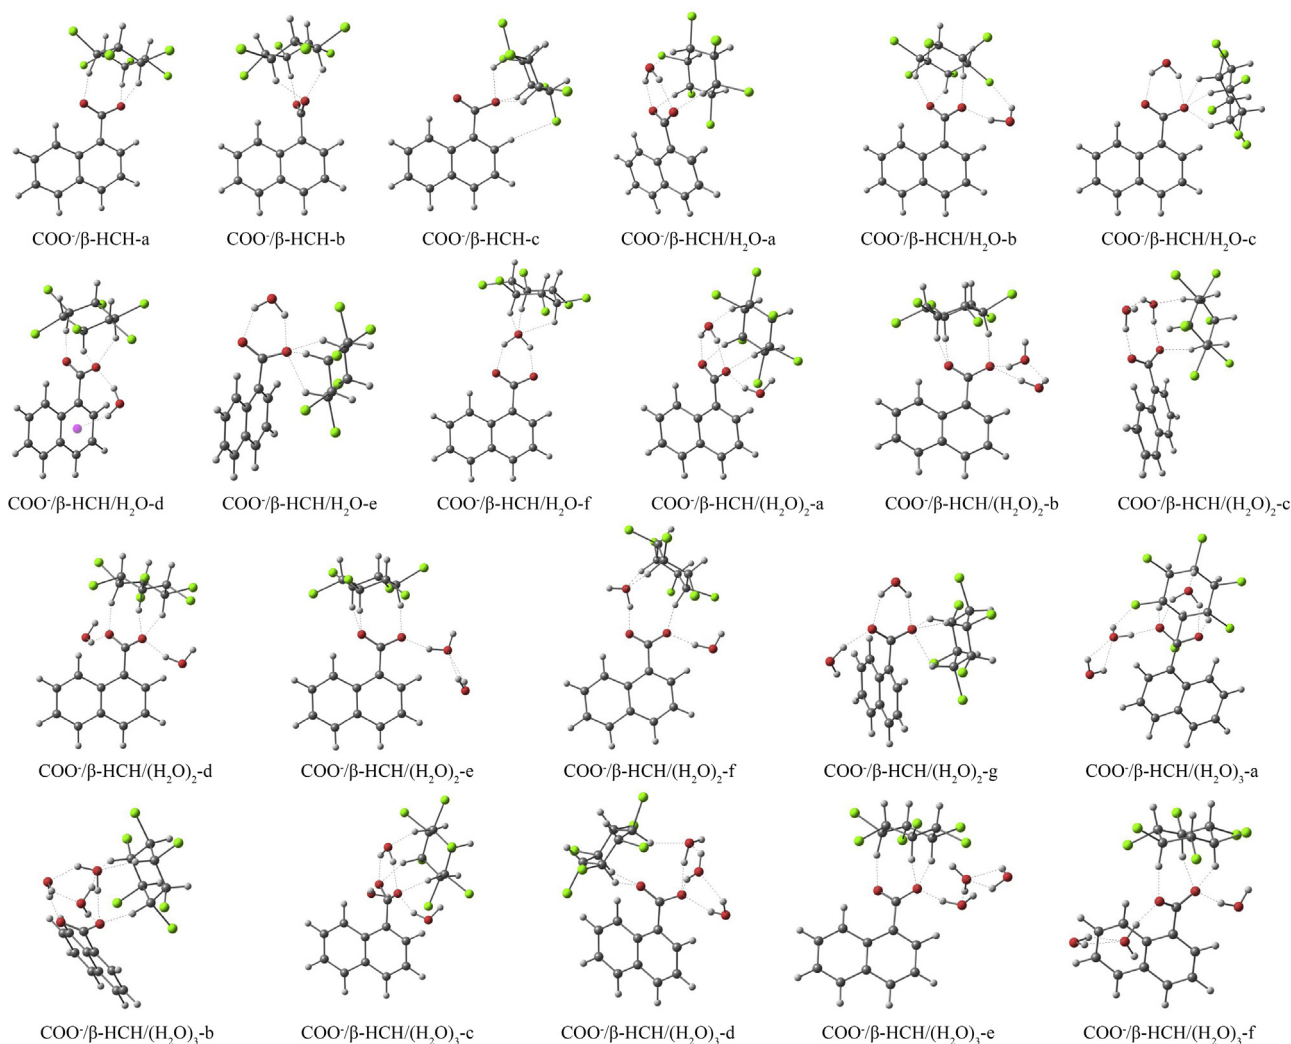 COO⁻/β-HCH-a COO⁻/β-HCH-b COO⁻/β-HCH-c COO⁻/β-HCH/H₂O-a COO⁻/β-HCH/H₂O-b COO⁻/β-HCH/H₂O-c
COO⁻/β-HCH/H₂O-d COO⁻/β-HCH/H₂O-e COO⁻/β-HCH/H₂O-f COO⁻/β-HCH/(H₂O)₂-a COO⁻/β-HCH/(H₂O)₂-b COO⁻/β-HCH/(H₂O)₂-c
COO⁻/β-HCH/(H₂O)₂-d COO⁻/β-HCH/(H₂O)₂-e COO⁻/β-HCH/(H₂O)₂-f COO⁻/β-HCH/(H₂O)₂-g COO⁻/β-HCH/(H₂O)₃-a
COO⁻/β-HCH/(H₂O)₃-b COO⁻/β-HCH/(H₂O)₃-c COO⁻/β-HCH/(H₂O)₃-d COO⁻/β-HCH/(H₂O)₃-e COO⁻/β-HCH/(H₂O)₃-f